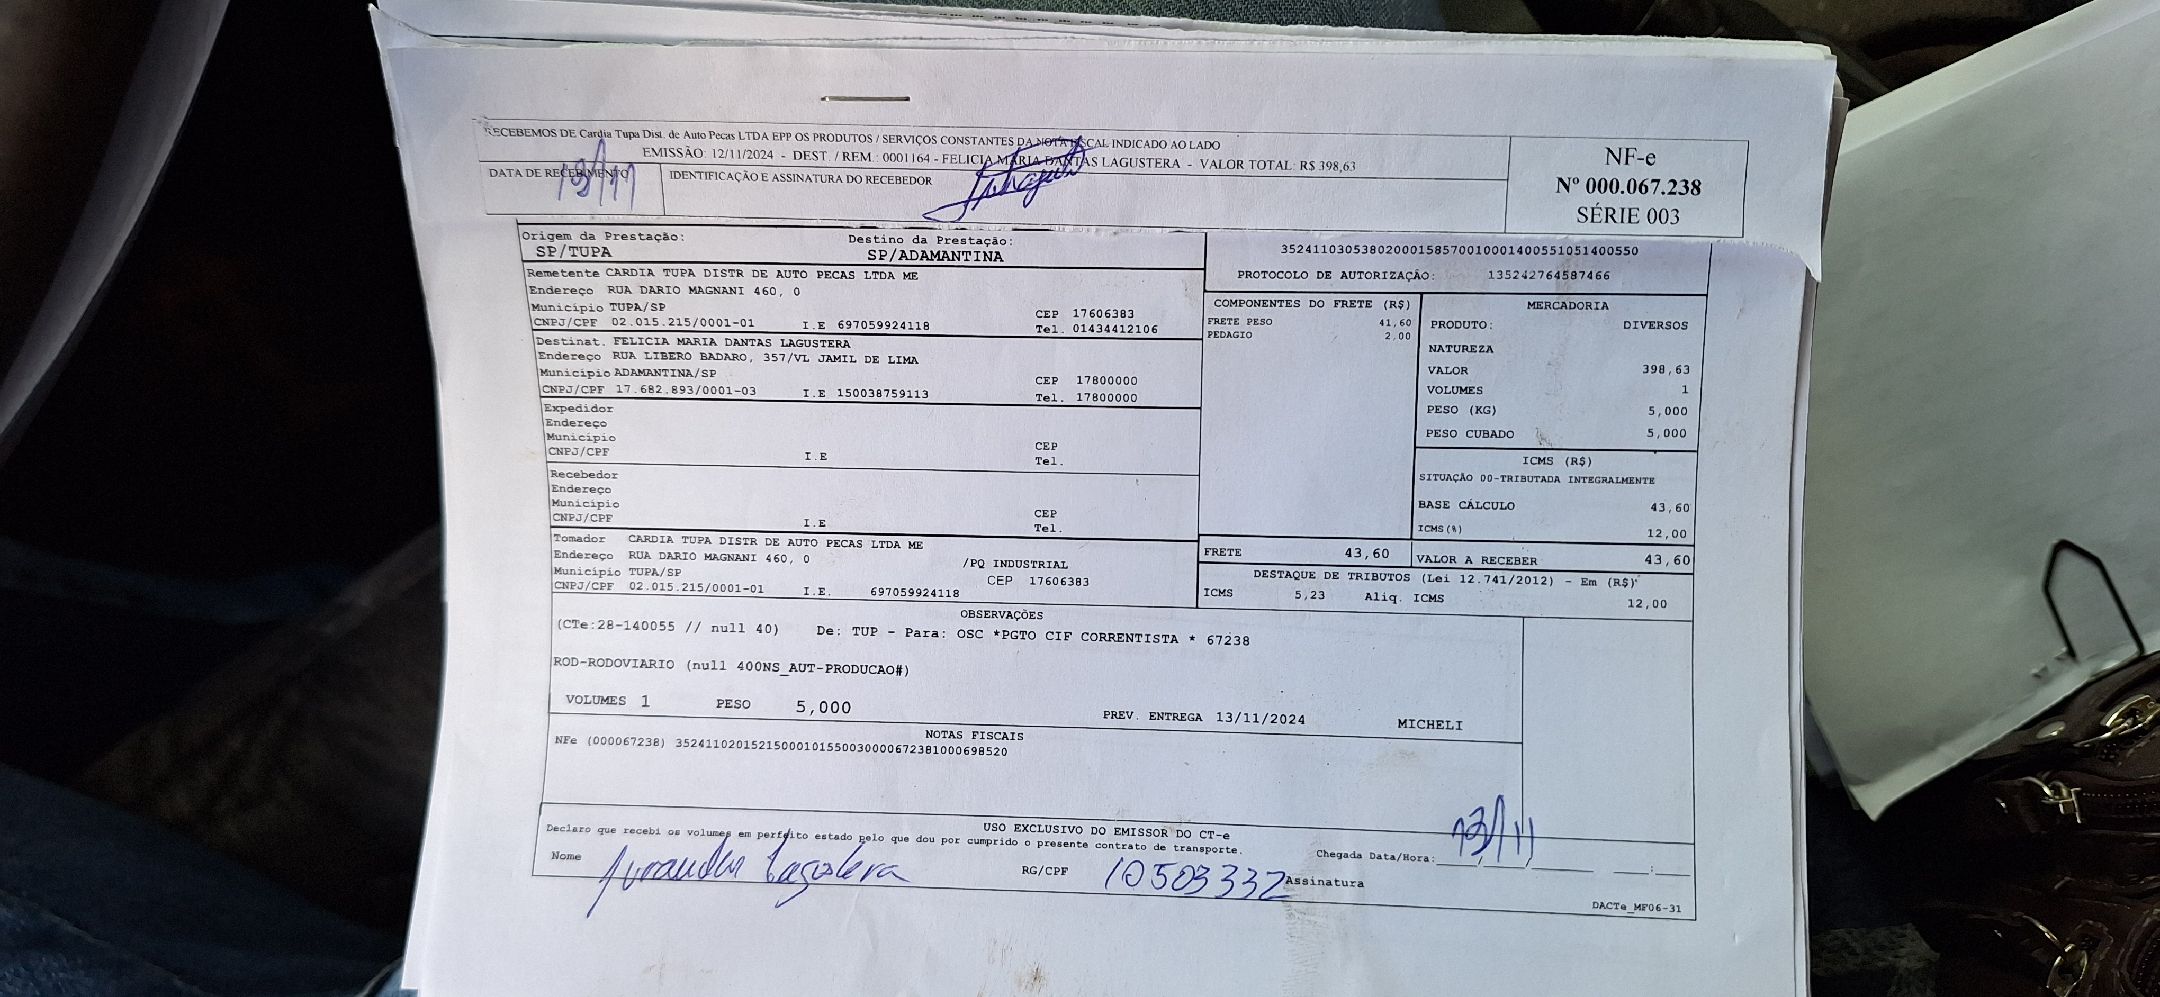 RECEBEMOS DE Cardia Tupa Dist. de Auto Pecas LTDA EPP OS PRODUTOS / SERVIÇOS CONSTANTES DA NOTA FISCAL INDICADO AO LADO
EMISSÃO: 12/11/2024 - DEST. / REM.: 0001164 - FELICIA MARIA DANTAS LAGUSTERA - VALOR TOTAL: R$ 398,63
DATA DE RECEBIMENTO
13/11
IDENTIFICAÇÃO E ASSINATURA DO RECEBEDOR
NF-e
Nº 000.067.238
SÉRIE 003
Origem da Prestação:
SP/TUPA
Destino da Prestação:
SP/ADAMANTINA
Remetente CARDIA TUPA DISTR DE AUTO PECAS LTDA ME
Endereço RUA DARIO MAGNANI 460, 0
Município TUPA/SP CEP 17606383
CNPJ/CPF 02.015.215/0001-01 I.E 697059924118 Tel. 01434412106
Destinat. FELICIA MARIA DANTAS LAGUSTERA
Endereço RUA LIBERO BADARO, 357/VL JAMIL DE LIMA
Município ADAMANTINA/SP CEP 17800000
CNPJ/CPF 17.682.893/0001-03 I.E 150038759113 Tel. 17800000
Expedidor
Endereço
Município CEP
CNPJ/CPF I.E Tel.
Recebedor
Endereço
Município CEP
CNPJ/CPF I.E Tel.
Tomador CARDIA TUPA DISTR DE AUTO PECAS LTDA ME
Endereço RUA DARIO MAGNANI 460, 0 /PQ INDUSTRIAL
Município TUPA/SP CEP 17606383
CNPJ/CPF 02.015.215/0001-01 I.E. 697059924118
35241103053802000158570010001400551051400550
PROTOCOLO DE AUTORIZAÇÃO: 135242764587466
COMPONENTES DO FRETE (R$)
FRETE PESO 41,60
PEDAGIO 2,00
MERCADORIA
PRODUTO: DIVERSOS
NATUREZA
VALOR 398,63
VOLUMES 1
PESO (KG) 5,000
PESO CUBADO 5,000
ICMS (R$)
SITUAÇÃO 00-TRIBUTADA INTEGRALMENTE
BASE CÁLCULO 43,60
ICMS(%) 12,00
FRETE 43,60
VALOR A RECEBER 43,60
DESTAQUE DE TRIBUTOS (Lei 12.741/2012) - Em (R$)
ICMS 5,23 Aliq. ICMS 12,00
OBSERVAÇÕES
(CTe:28-140055 // null 40) De: TUP - Para: OSC *PGTO CIF CORRENTISTA * 67238
ROD-RODOVIARIO (null 400NS_AUT-PRODUCAO#)
VOLUMES 1 PESO 5,000 PREV. ENTREGA 13/11/2024 MICHELI
NOTAS FISCAIS
NFe (000067238) 35241102015215000101550030000672381000698520
USO EXCLUSIVO DO EMISSOR DO CT-e
Declaro que recebi os volumes em perfeito estado pelo que dou por cumprido o presente contrato de transporte.
Chegada Data/Hora: 13/11
Nome
RG/CPF 10503332
Assinatura
DACTe_MF06-31